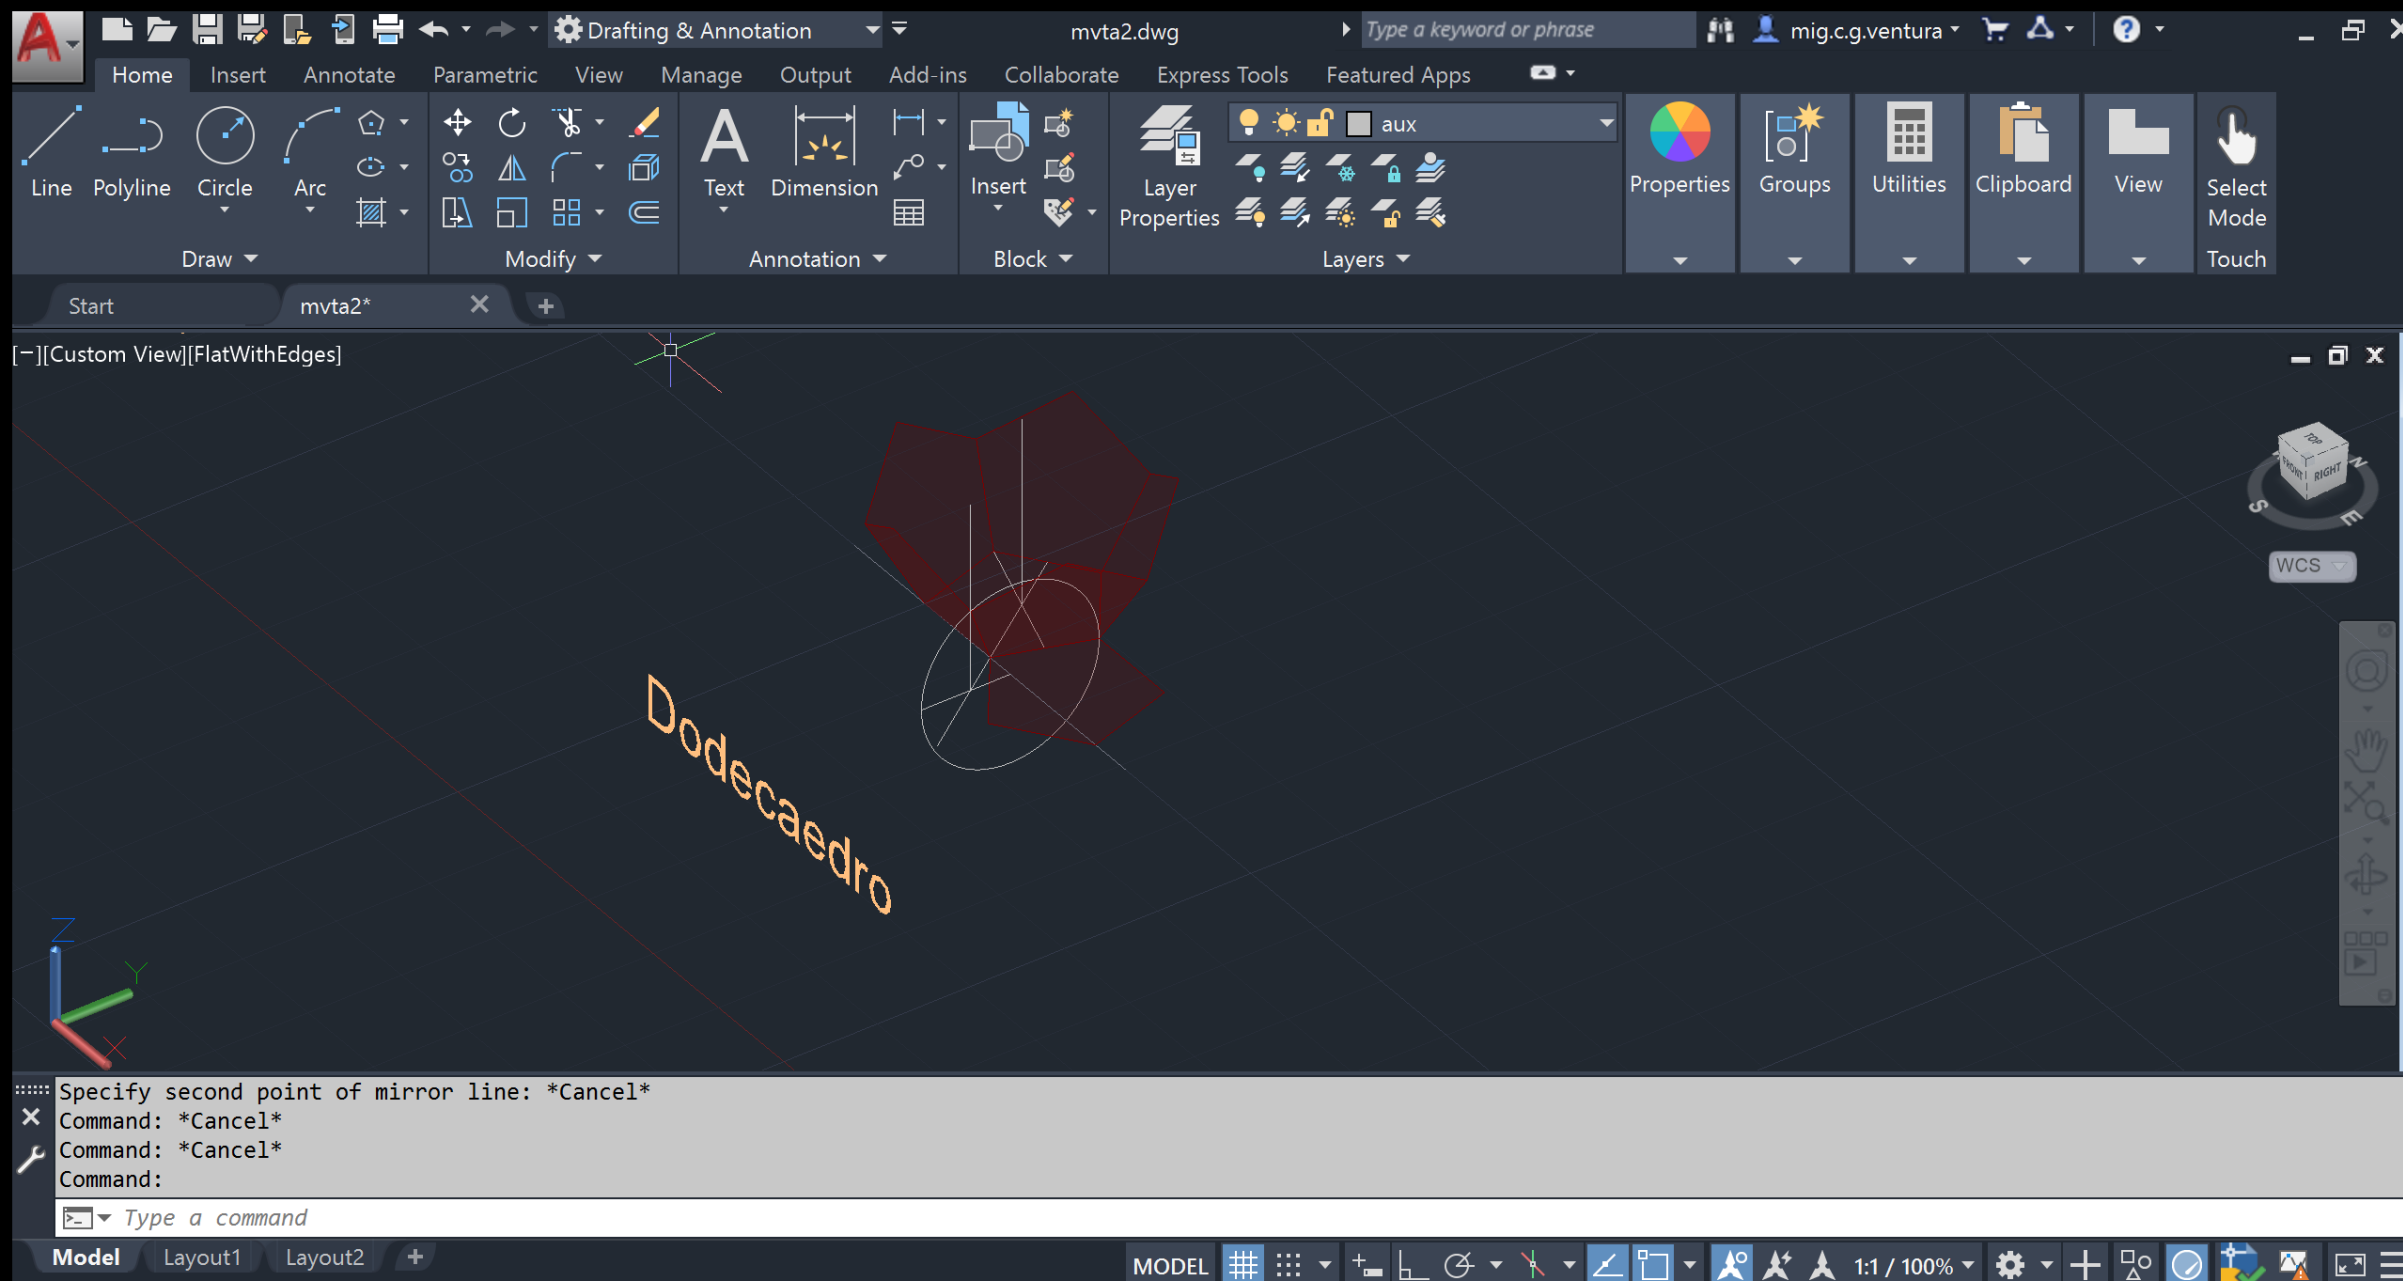 Drafting & Annotation
mvta2.dwg
Type a keyword or phrase
mig.c.g.ventura
Home Insert Annotate Parametric View Manage Output Add-ins Collaborate Express Tools Featured Apps
Line Polyline Circle Arc
Text Dimension
Insert
Layer Properties
aux
Properties Groups Utilities Clipboard View
Select Mode
Draw Modify Annotation Block Layers Touch
Start mvta2*
[−][Custom View][FlatWithEdges]
TOP
FRONT RIGHT
N
S E
WCS
Dodecaedro
Z
Y
X
Specify second point of mirror line: *Cancel*
Command: *Cancel*
Command: *Cancel*
Command:
Type a command
Model Layout1 Layout2
MODEL 1:1 / 100%